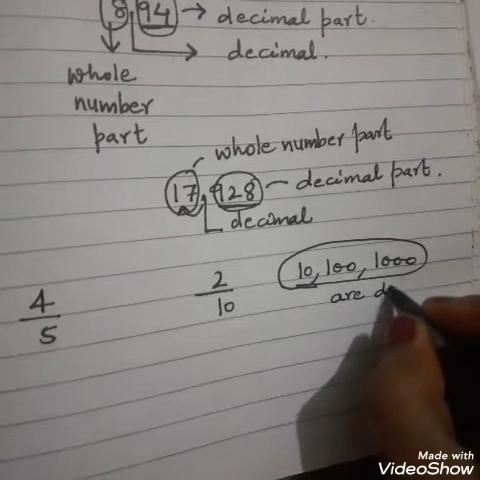 8.94 → decimal part.
→ decimal.
whole
number
part
whole number part
17.928 decimal part.
decimal
4/5
2/10
10, 100, 1000
are d
Made with
VideoShow